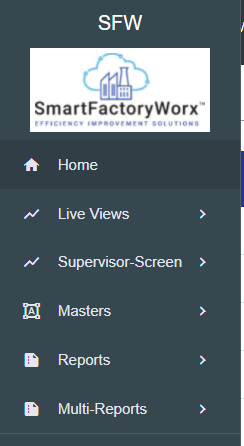 SFW
SmartFactoryWorx™
EFFICIENCY IMPROVEMENT SOLUTIONS
Home
Live Views
Supervisor-Screen
Masters
Reports
Multi-Reports